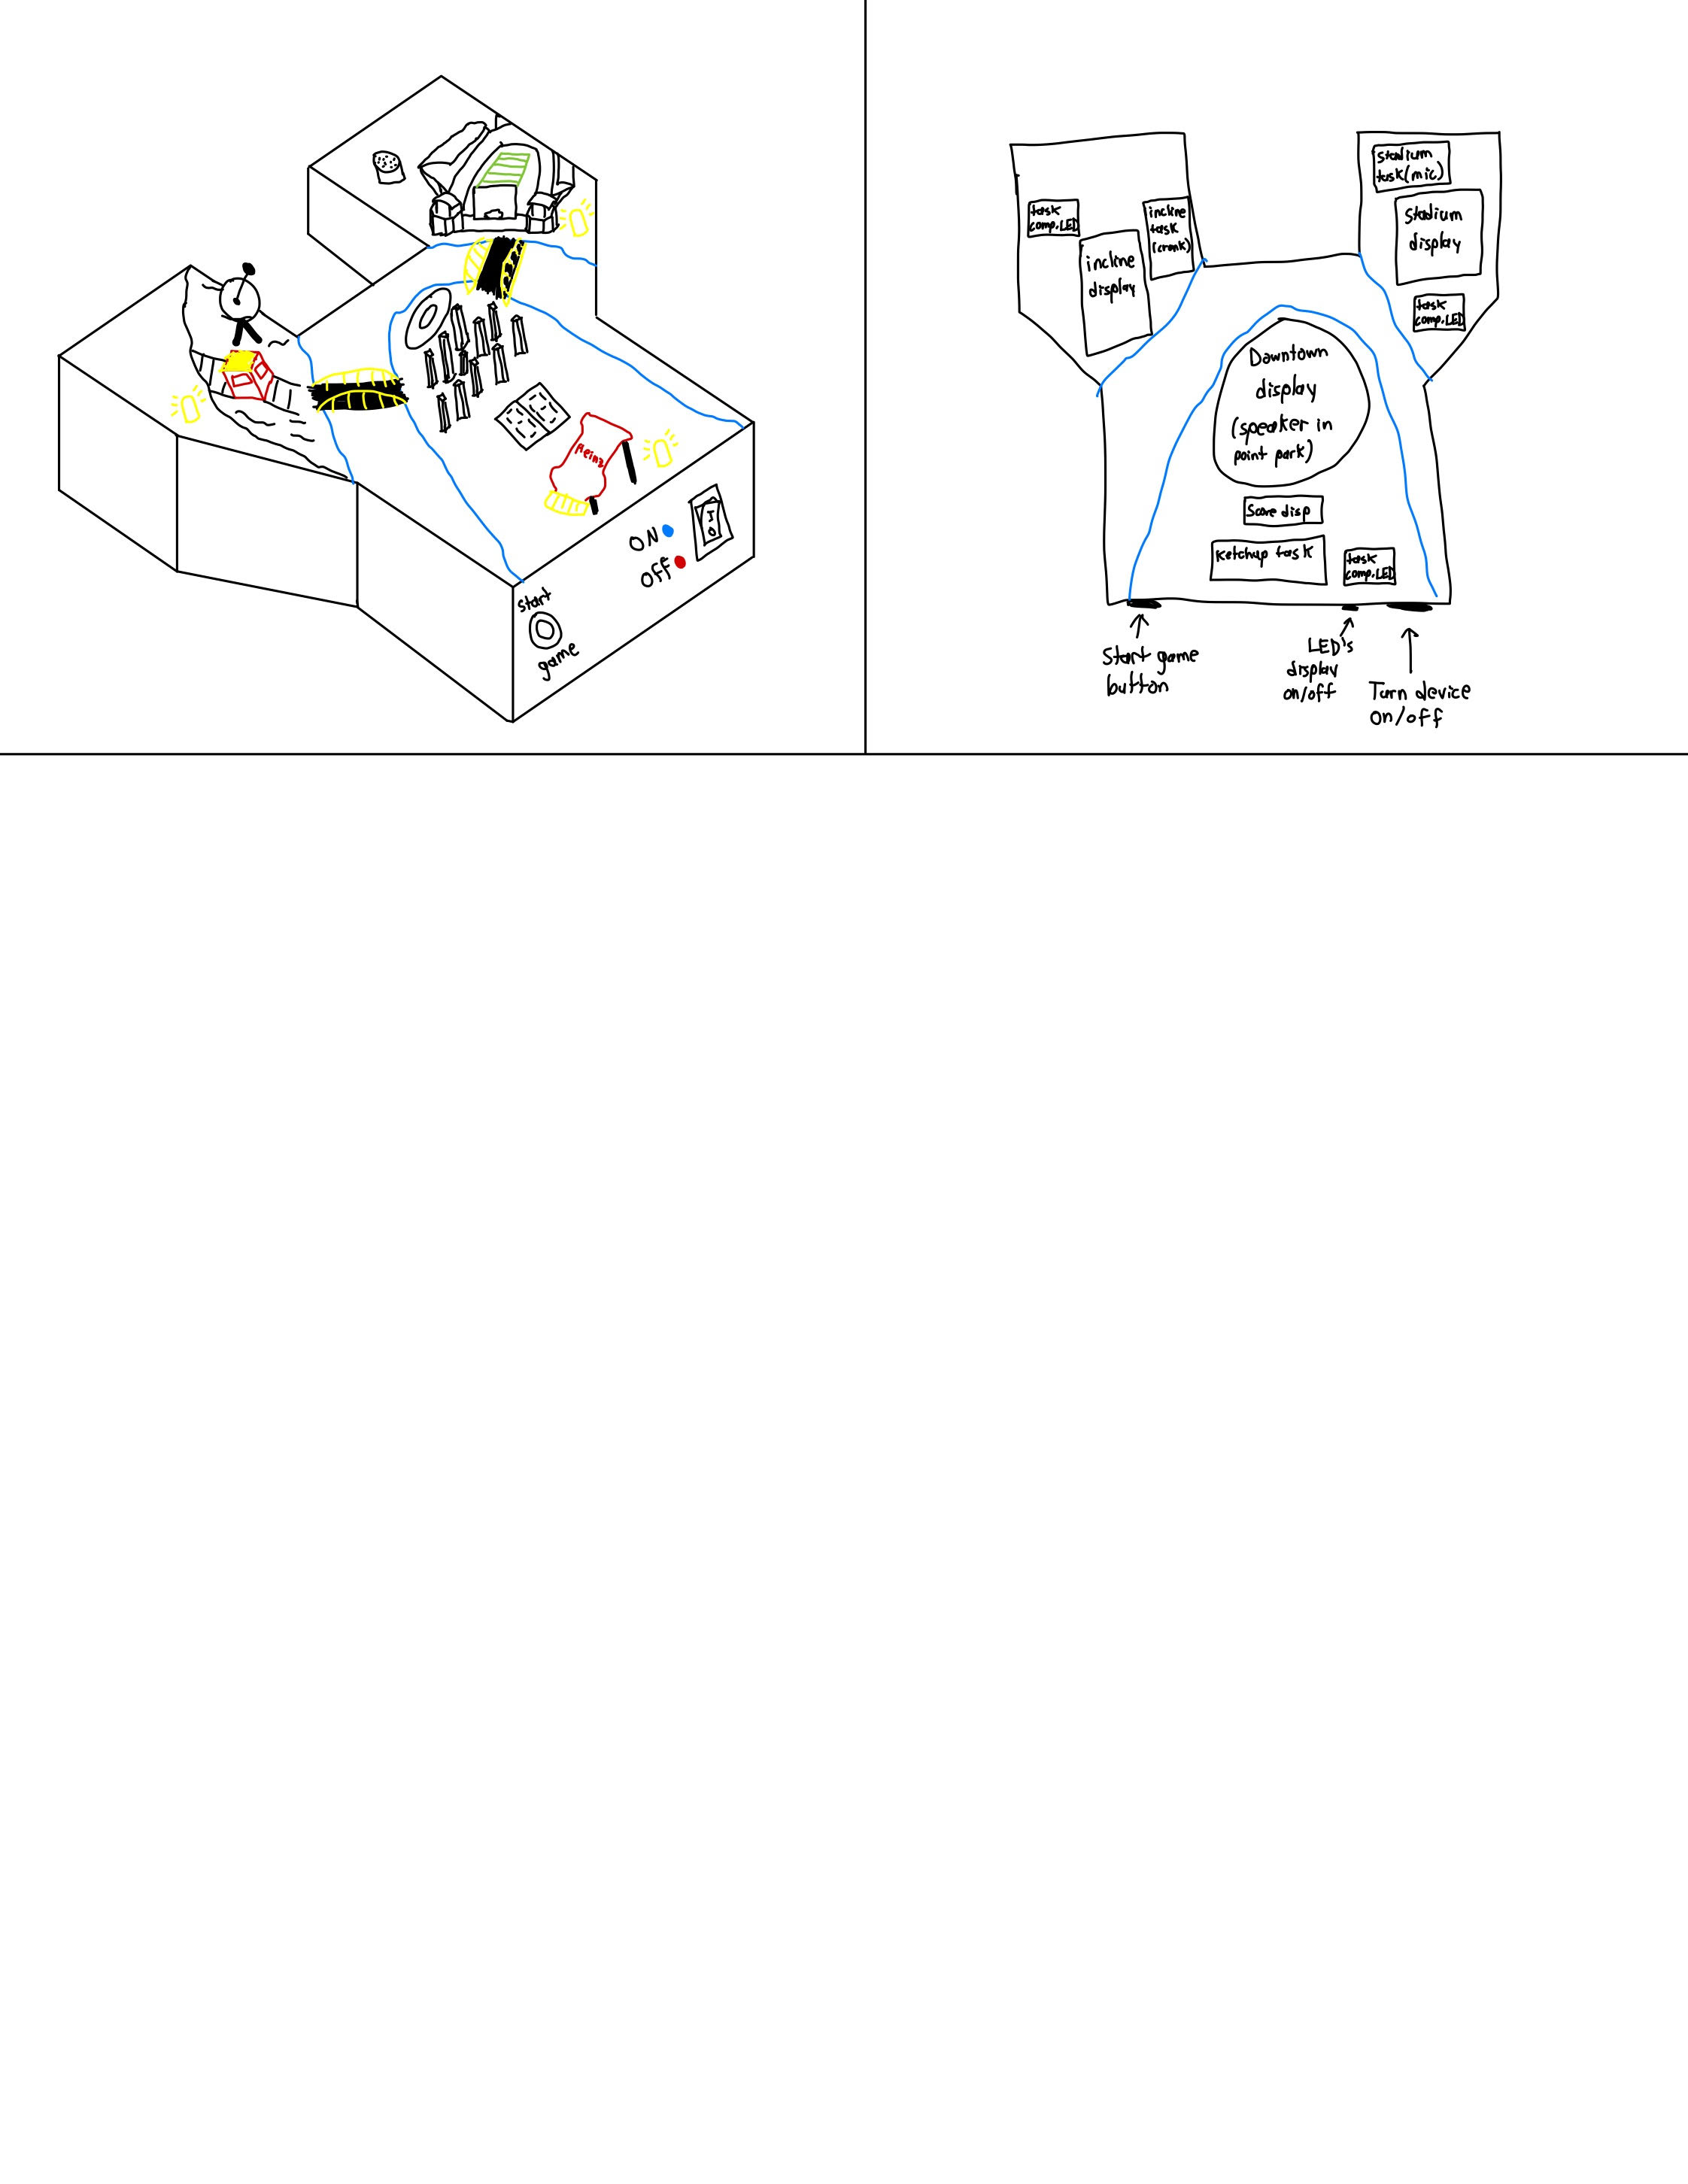 Heinz
ON
OFF
I
O
start
game
task
comp. LED
incline
task
(crank)
incline
display
Stadium
task (mic)
Stadium
display
task
comp. LED
Downtown
display
(speaker in
point park)
Score disp
Ketchup task
task
comp. LED
Start game
button
LED's
display
on/off
Turn device
on/off